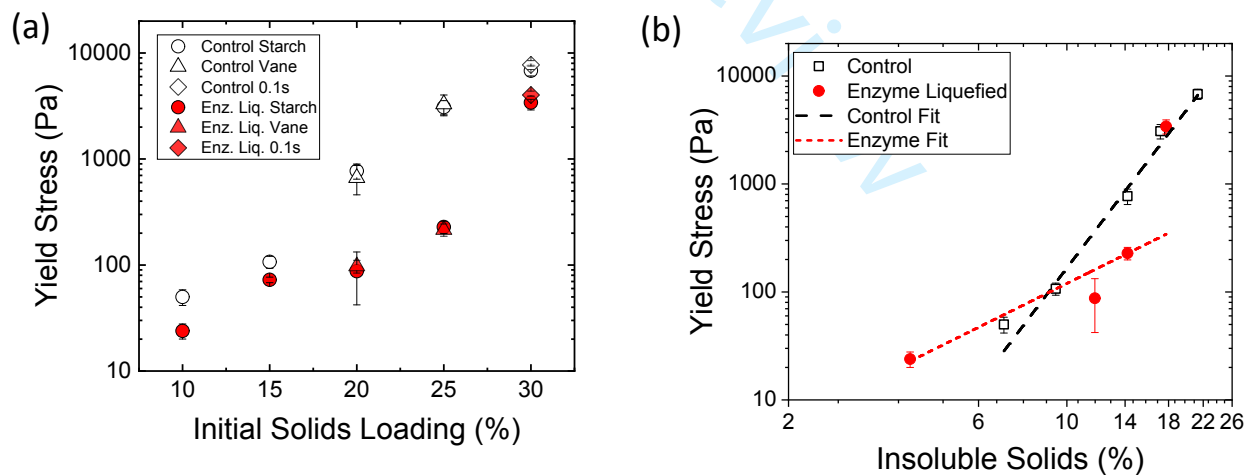 (a)
Control Starch
Control Vane
Control 0.1s
Enz. Liq. Starch
Enz. Liq. Vane
Enz. Liq. 0.1s
Yield Stress (Pa)
10000
1000
100
10
10 15 20 25 30
Initial Solids Loading (%)
(b)
Control
Enzyme Liquefied
Control Fit
Enzyme Fit
Yield Stress (Pa)
10000
1000
100
10
2 6 10 14 18 22 26
Insoluble Solids (%)